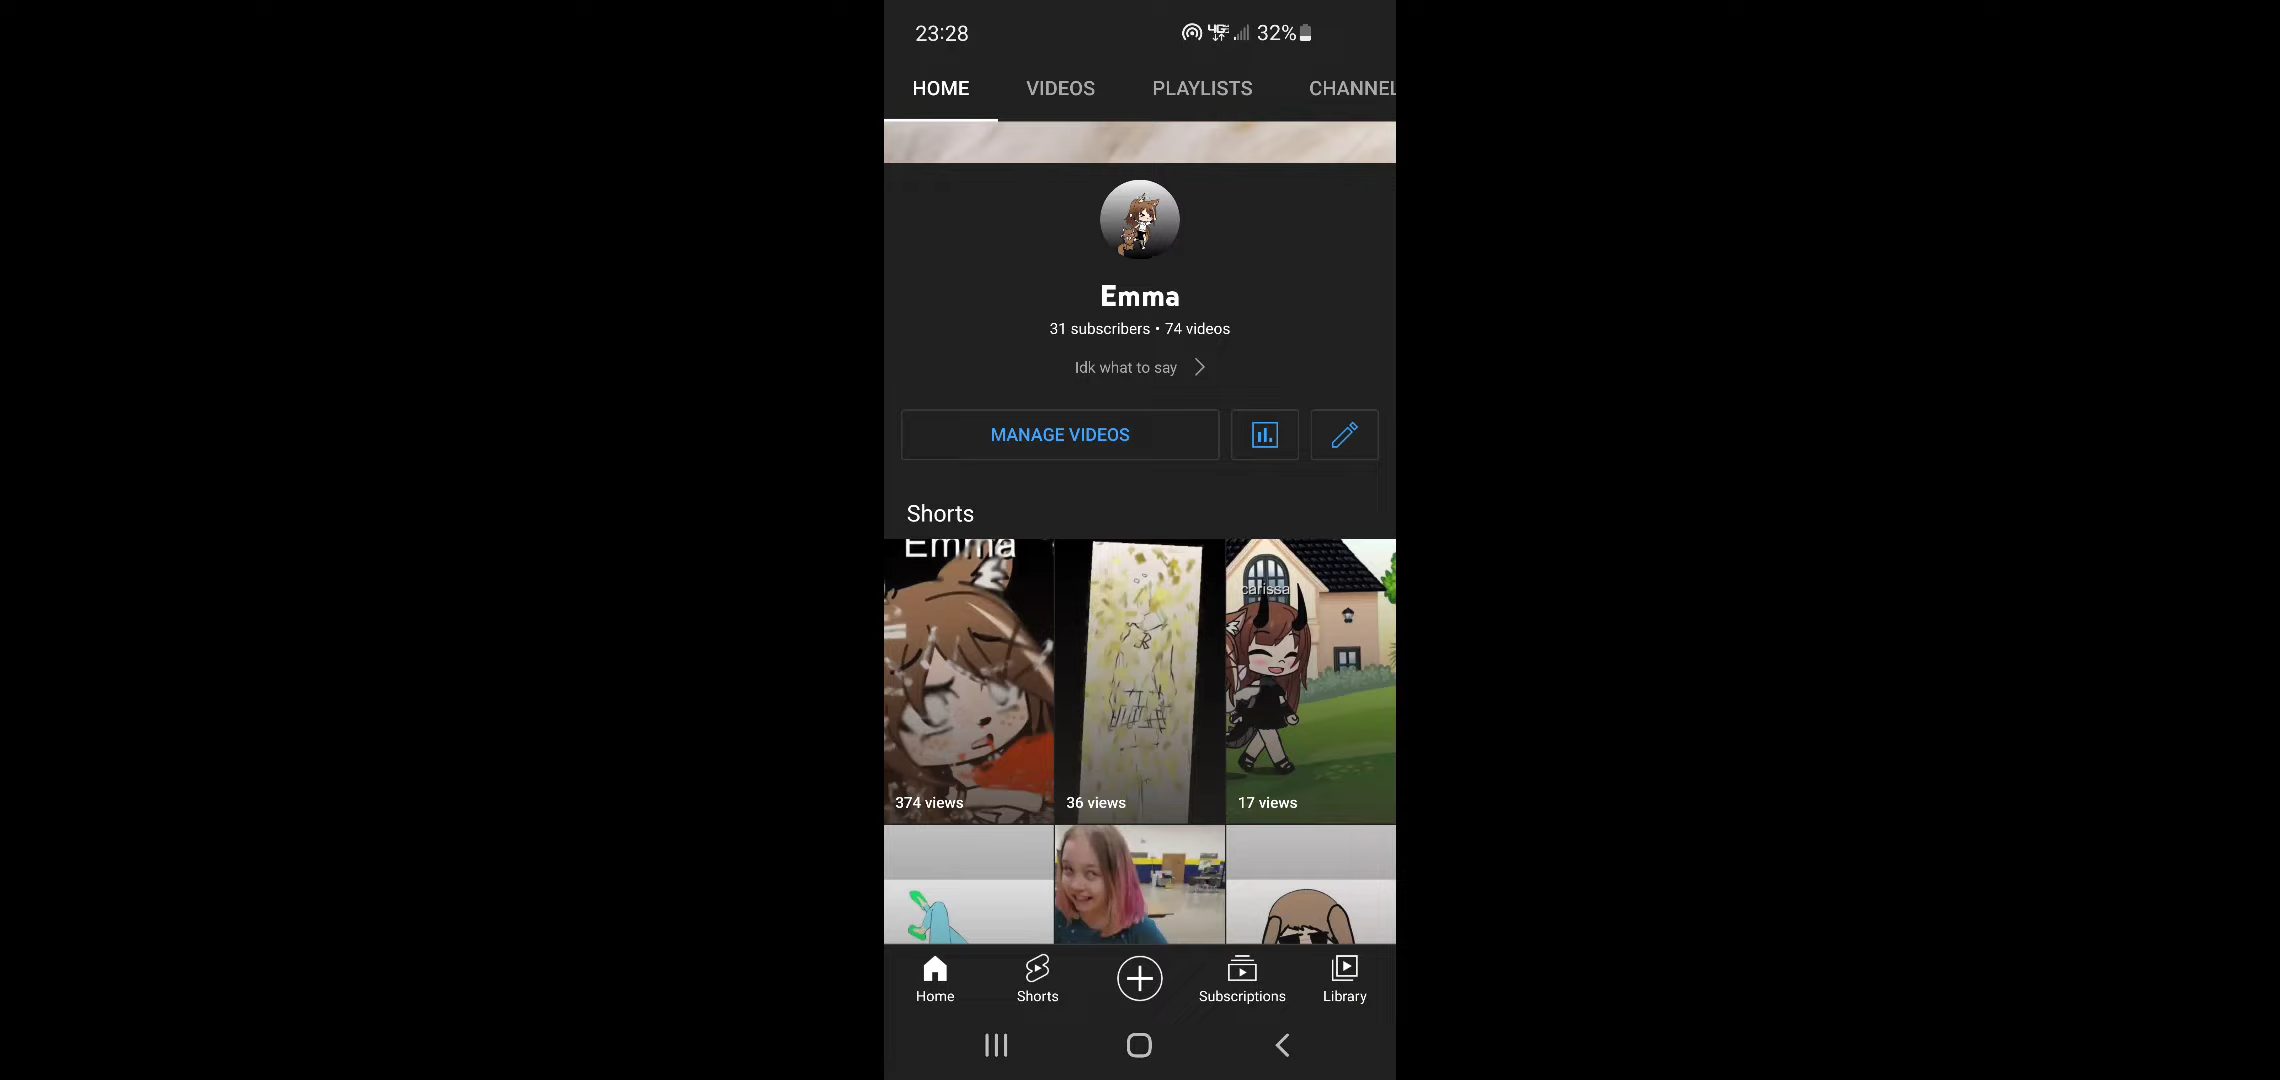 23:28 4G 32%
HOME VIDEOS PLAYLISTS CHANNEL
Emma
31 subscribers • 74 videos
Idk what to say
MANAGE VIDEOS
Shorts
Emma
carissa
374 views 36 views 17 views
Home Shorts Subscriptions Library